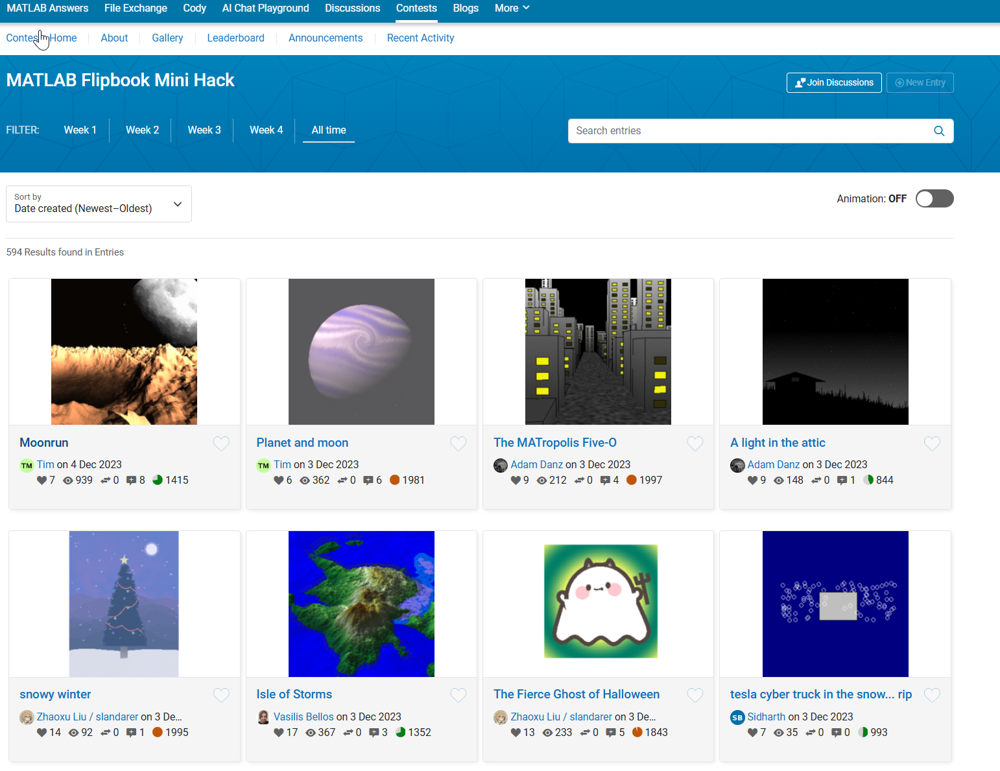 MATLAB Answers File Exchange Cody AI Chat Playground Discussions Contests Blogs More
Contest Home About Gallery Leaderboard Announcements Recent Activity
MATLAB Flipbook Mini Hack
Join Discussions New Entry
FILTER: Week 1 Week 2 Week 3 Week 4 All time
Search entries
Sort by
Date created (Newest–Oldest)
Animation: OFF
594 Results found in Entries
Moonrun
TM Tim on 4 Dec 2023
7 939 0 8 1415
Planet and moon
TM Tim on 3 Dec 2023
6 362 0 6 1981
The MATropolis Five-O
Adam Danz on 3 Dec 2023
9 212 0 4 1997
A light in the attic
Adam Danz on 3 Dec 2023
9 148 0 1 844
snowy winter
Zhaoxu Liu / slandarer on 3 De...
14 92 0 1 1995
Isle of Storms
Vasilis Bellos on 3 Dec 2023
17 367 0 3 1352
The Fierce Ghost of Halloween
Zhaoxu Liu / slandarer on 3 De...
13 233 0 5 1843
tesla cyber truck in the snow... rip
SB Sidharth on 3 Dec 2023
7 35 0 0 993